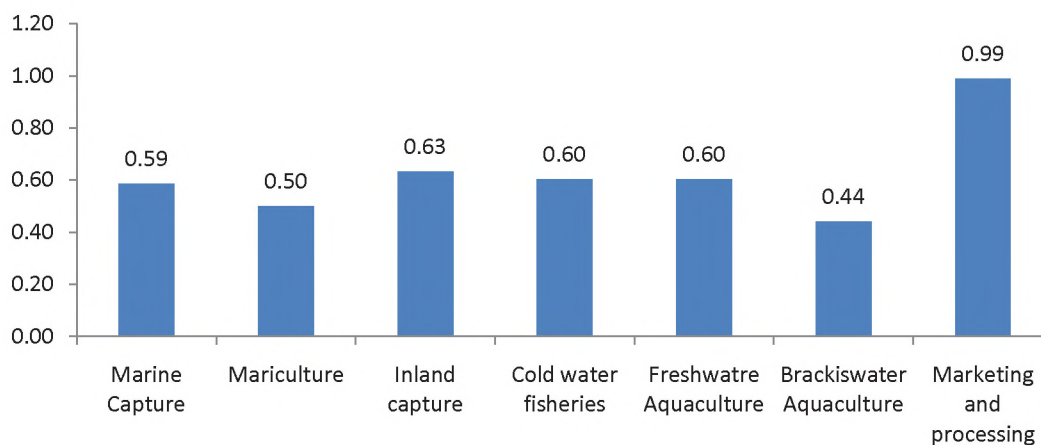 1.20
1.00
0.80
0.60
0.40
0.20
0.00
0.59
0.50
0.63
0.60
0.60
0.44
0.99
Marine
Capture
Mariculture
Inland
capture
Cold water
fisheries
Freshwatre
Aquaculture
Brackiswater
Aquaculture
Marketing
and
processing